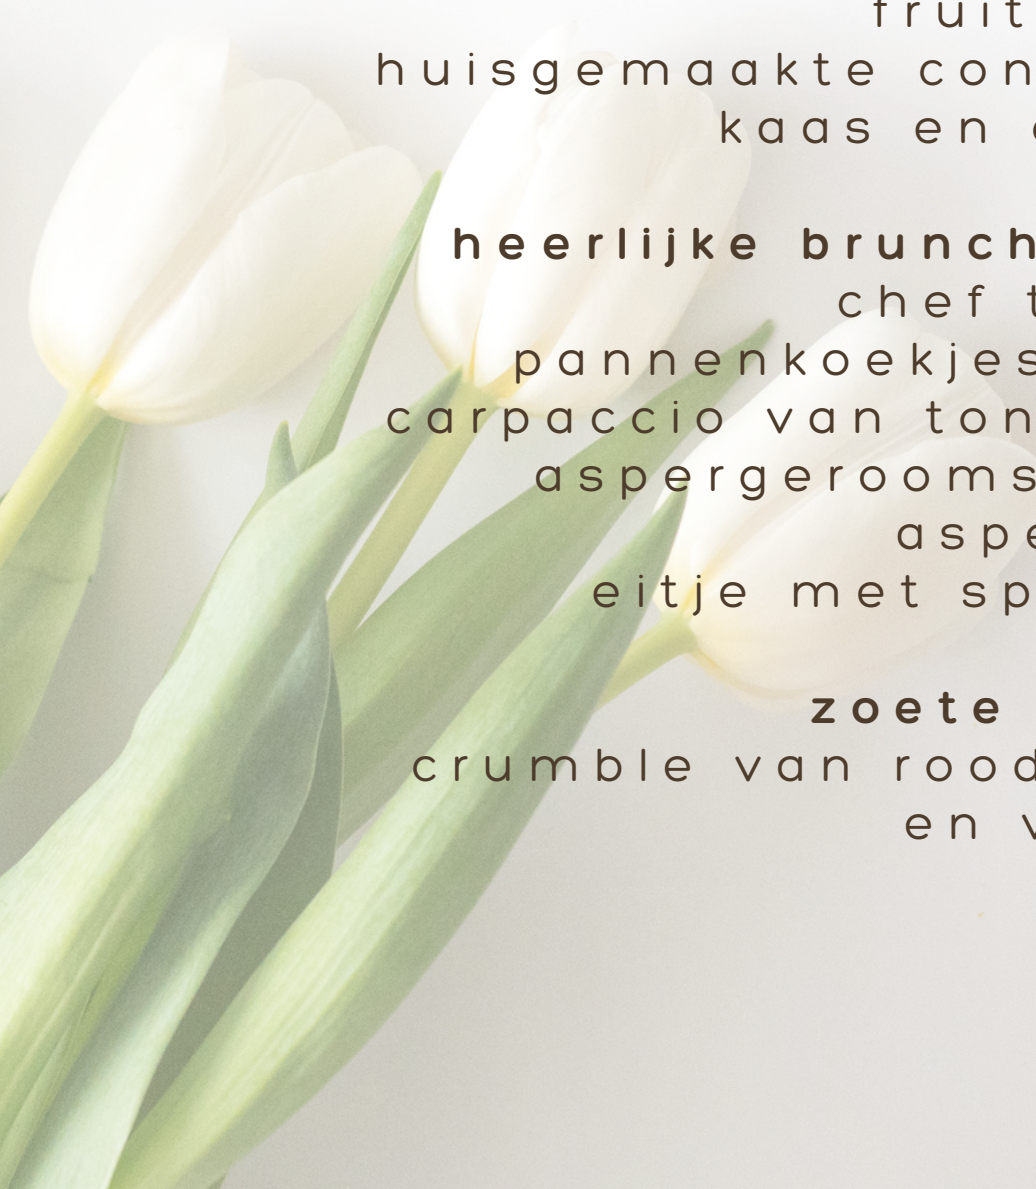 fruit
huisgemaakte con
kaas en
heerlijke brunch
chef t
pannenkoekjes
carpaccio van ton
aspergerooms
aspe
eitje met sp
zoete
crumble van rood
en v